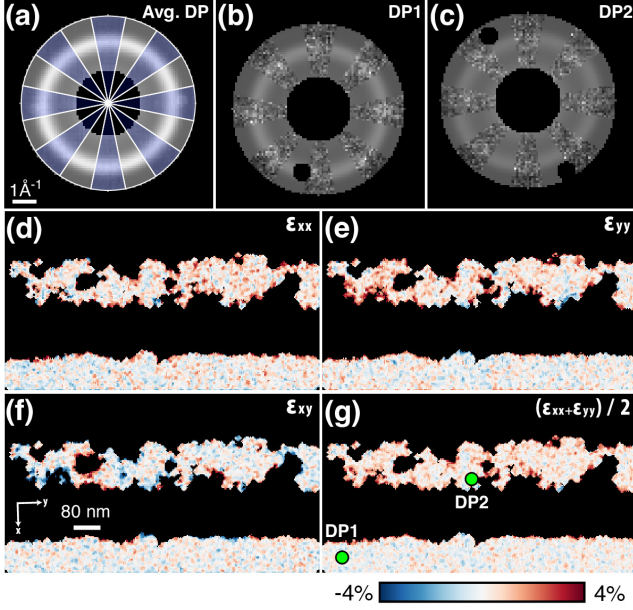 (a) Avg. DP
(b) DP1
(c) DP2
1Å⁻¹
(d) εxx
(e) εyy
(f) εxy
(g) (εxx+εyy) / 2
y
x
80 nm
DP2
DP1
-4% 4%